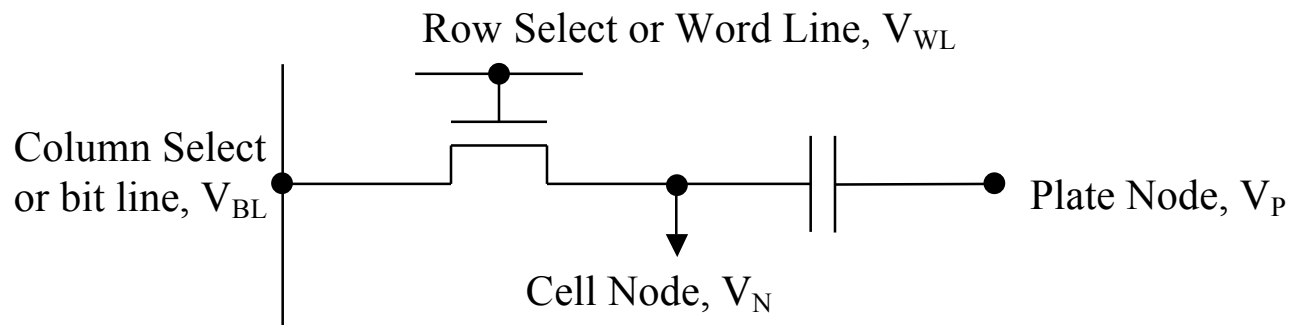 Row Select or Word Line, V_WL
Column Select
or bit line, V_BL
Plate Node, V_P
Cell Node, V_N